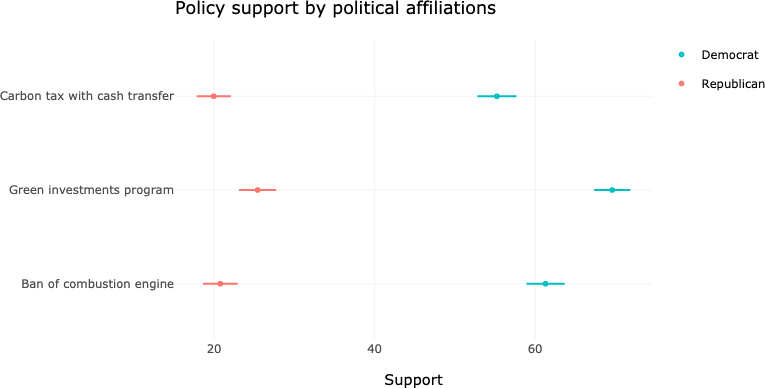 Policy support by political affiliations
Democrat
Republican
Carbon tax with cash transfer
Green investments program
Ban of combustion engine
20 40 60
Support